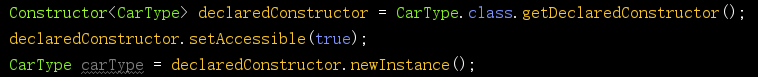 Constructor<CarType> declaredConstructor = CarType.class.getDeclaredConstructor();
declaredConstructor.setAccessible(true);
CarType carType = declaredConstructor.newInstance();